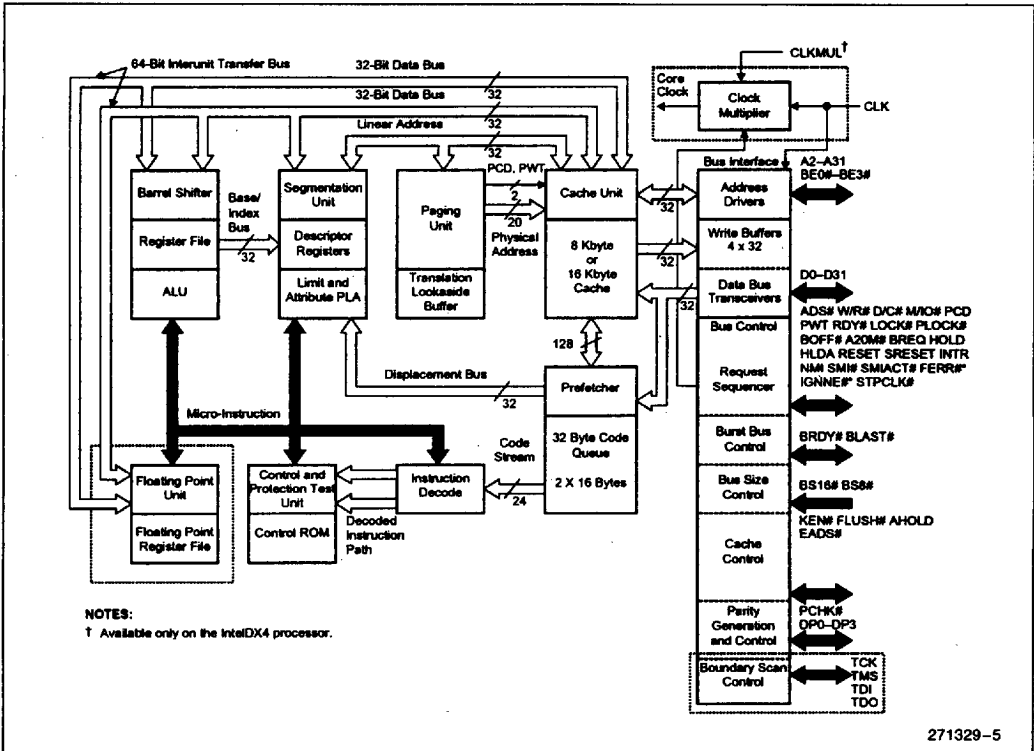 CLKMUL†
64-Bit Interunit Transfer Bus
32-Bit Data Bus
32
32-Bit Data Bus
32
Linear Address
32
Core
Clock
Clock
Multiplier
CLK
Bus Interface
A2–A31
BE0#–BE3#
Barrel Shifter
Register File
ALU
Base/
Index
Bus
32
Segmentation
Unit
Descriptor
Registers
Limit and
Attribute PLA
Paging
Unit
Translation
Lookaside
Buffer
PCD, PWT
2
20
Physical
Address
Cache Unit
8 Kbyte
or
16 Kbyte
Cache
32
32
32
128
Address
Drivers
Write Buffers
4 x 32
Data Bus
Transceivers
D0–D31
Bus Control
Request
Sequencer
ADS# W/R# D/C# M/IO# PCD
PWT RDY# LOCK# PLOCK#
BOFF# A20M# BREQ HOLD
HLDA RESET SRESET INTR
NMI SMI# SMIACT# FERR#*
IGNNE#* STPCLK#
Displacement Bus
32
Prefetcher
32 Byte Code
Queue
2 X 16 Bytes
Micro-Instruction
Code
Stream
24
Floating Point
Unit
Floating Point
Register File
Control and
Protection Test
Unit
Control ROM
Instruction
Decode
Decoded
Instruction
Path
Burst Bus
Control
BRDY# BLAST#
Bus Size
Control
BS16# BS8#
Cache
Control
KEN# FLUSH# AHOLD
EADS#
Parity
Generation
and Control
PCHK#
DP0–DP3
Boundary Scan
Control
TCK
TMS
TDI
TDO
NOTES:
† Available only on the IntelDX4 processor.
271329–5